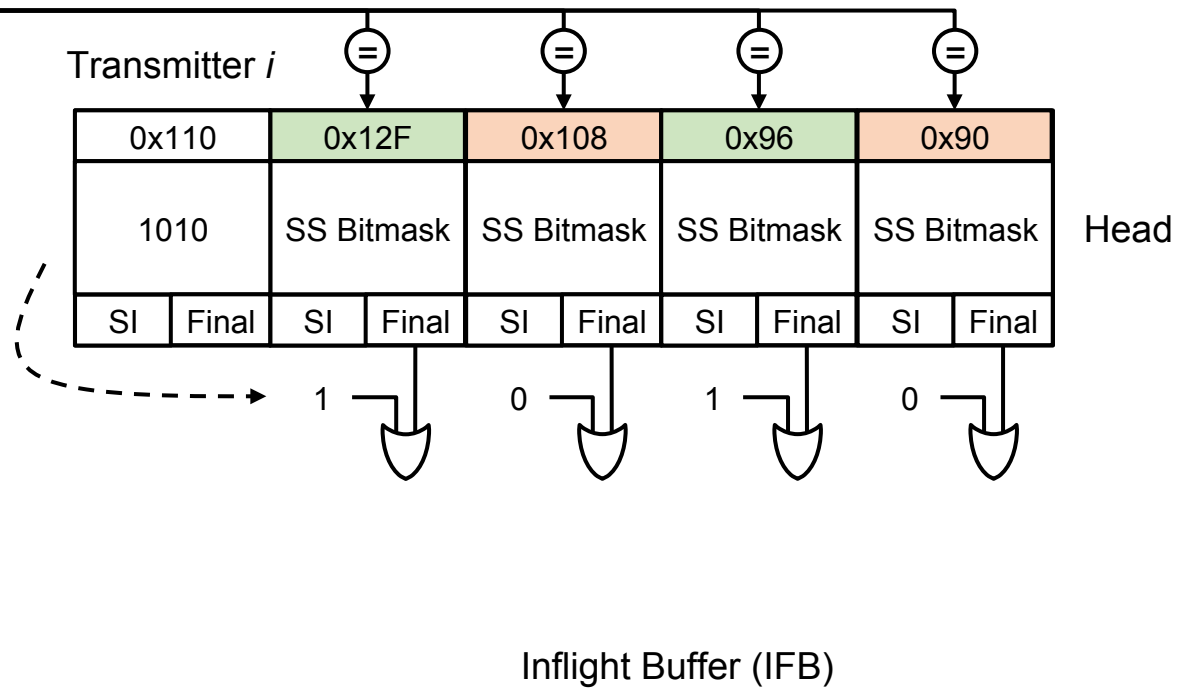 = = = =
Transmitter i
0x110 0x12F 0x108 0x96 0x90
1010 SS Bitmask SS Bitmask SS Bitmask SS Bitmask Head
SI Final SI Final SI Final SI Final SI Final
1 0 1 0
Inflight Buffer (IFB)